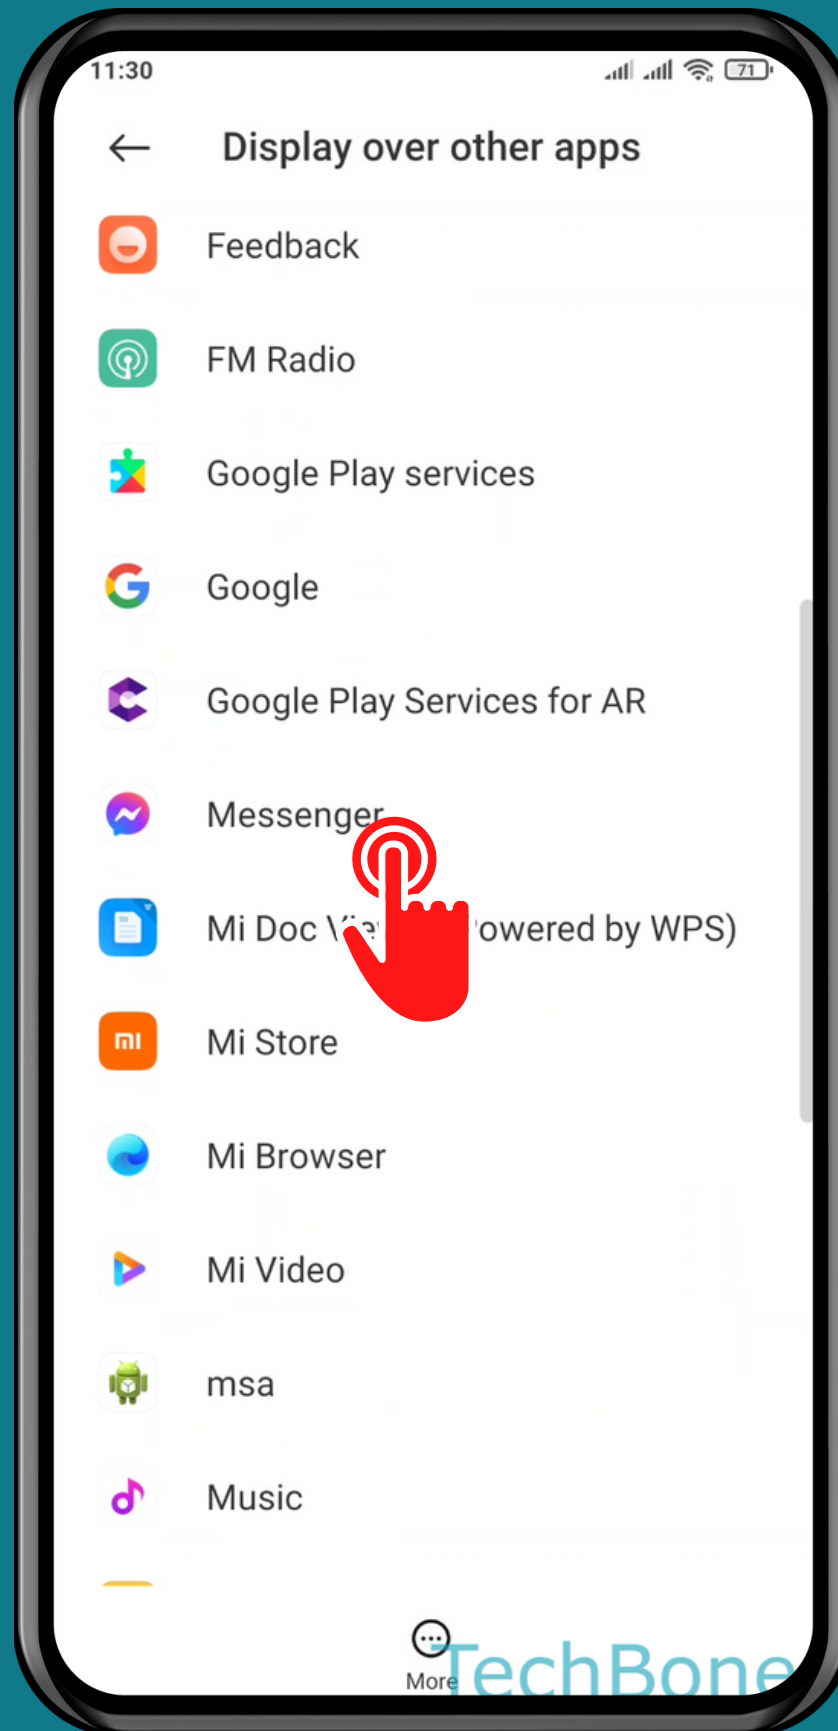 11:30
71
Display over other apps
Feedback
FM Radio
Google Play services
Google
Google Play Services for AR
Messenger
Mi Doc owered by WPS)
Mi Store
Mi Browser
Mi Video
msa
Music
More
TechBone